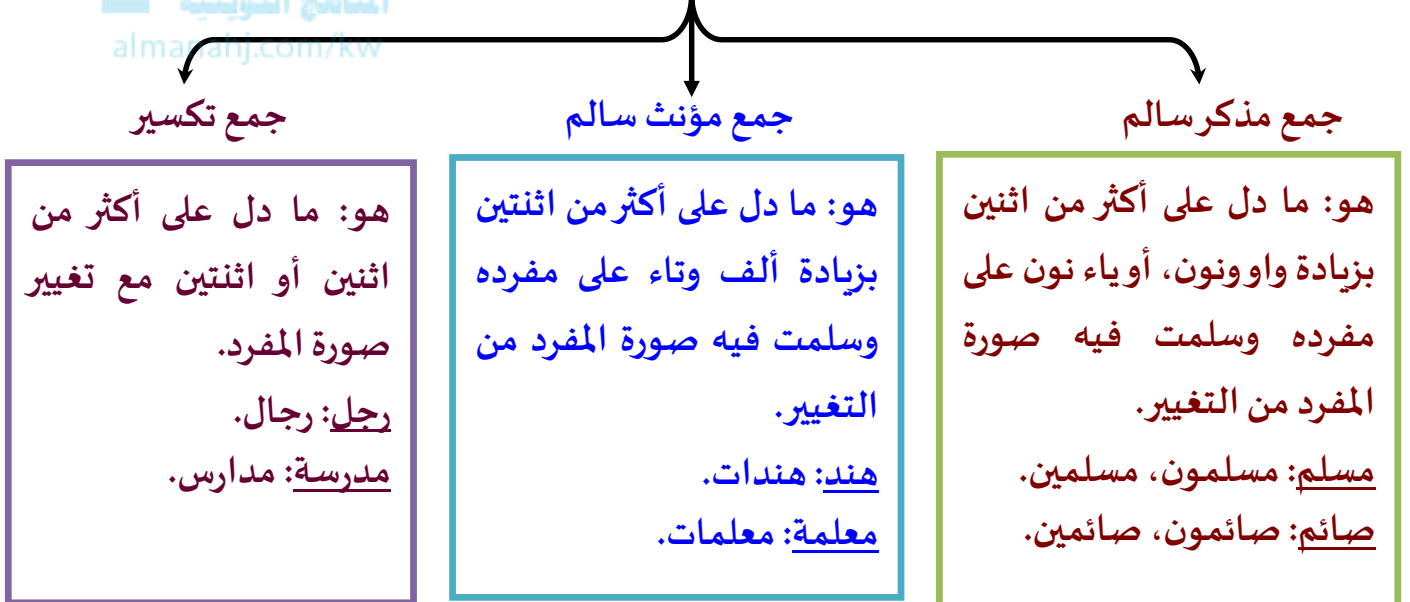 المناهج الكويتية
almanahj.com/kw
جمع مذكر سالم
هو: ما دل على أكثر من اثنين
بزيادة واو ونون، أو ياء نون على
مفرده وسلمت فيه صورة
المفرد من التغيير.
مسلم: مسلمون، مسلمين.
صائم: صائمون، صائمين.
جمع مؤنث سالم
هو: ما دل على أكثر من اثنتين
بزيادة ألف وتاء على مفرده
وسلمت فيه صورة المفرد من
التغيير.
هند: هندات.
معلمة: معلمات.
جمع تكسير
هو: ما دل على أكثر من
اثنين أو اثنتين مع تغيير
صورة المفرد.
رجل: رجال.
مدرسة: مدارس.